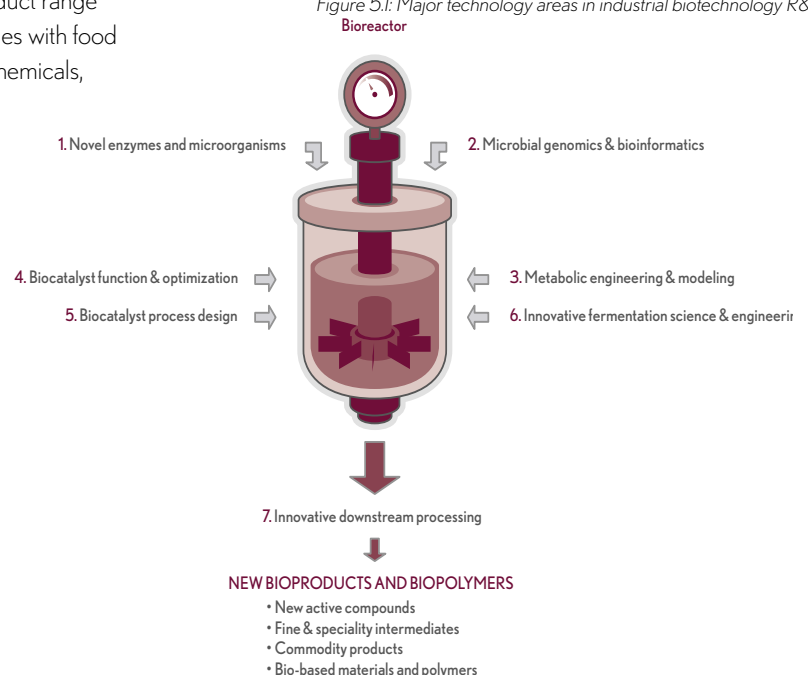 duct range
es with food
hemicals,
Figure 5.1: Major technology areas in industrial biotechnology R&
Bioreactor
1. Novel enzymes and microorganisms
2. Microbial genomics & bioinformatics
4. Biocatalyst function & optimization
3. Metabolic engineering & modeling
5. Biocatalyst process design
6. Innovative fermentation science & engineerin
7. Innovative downstream processing
NEW BIOPRODUCTS AND BIOPOLYMERS
• New active compounds
• Fine & speciality intermediates
• Commodity products
• Bio-based materials and polymers